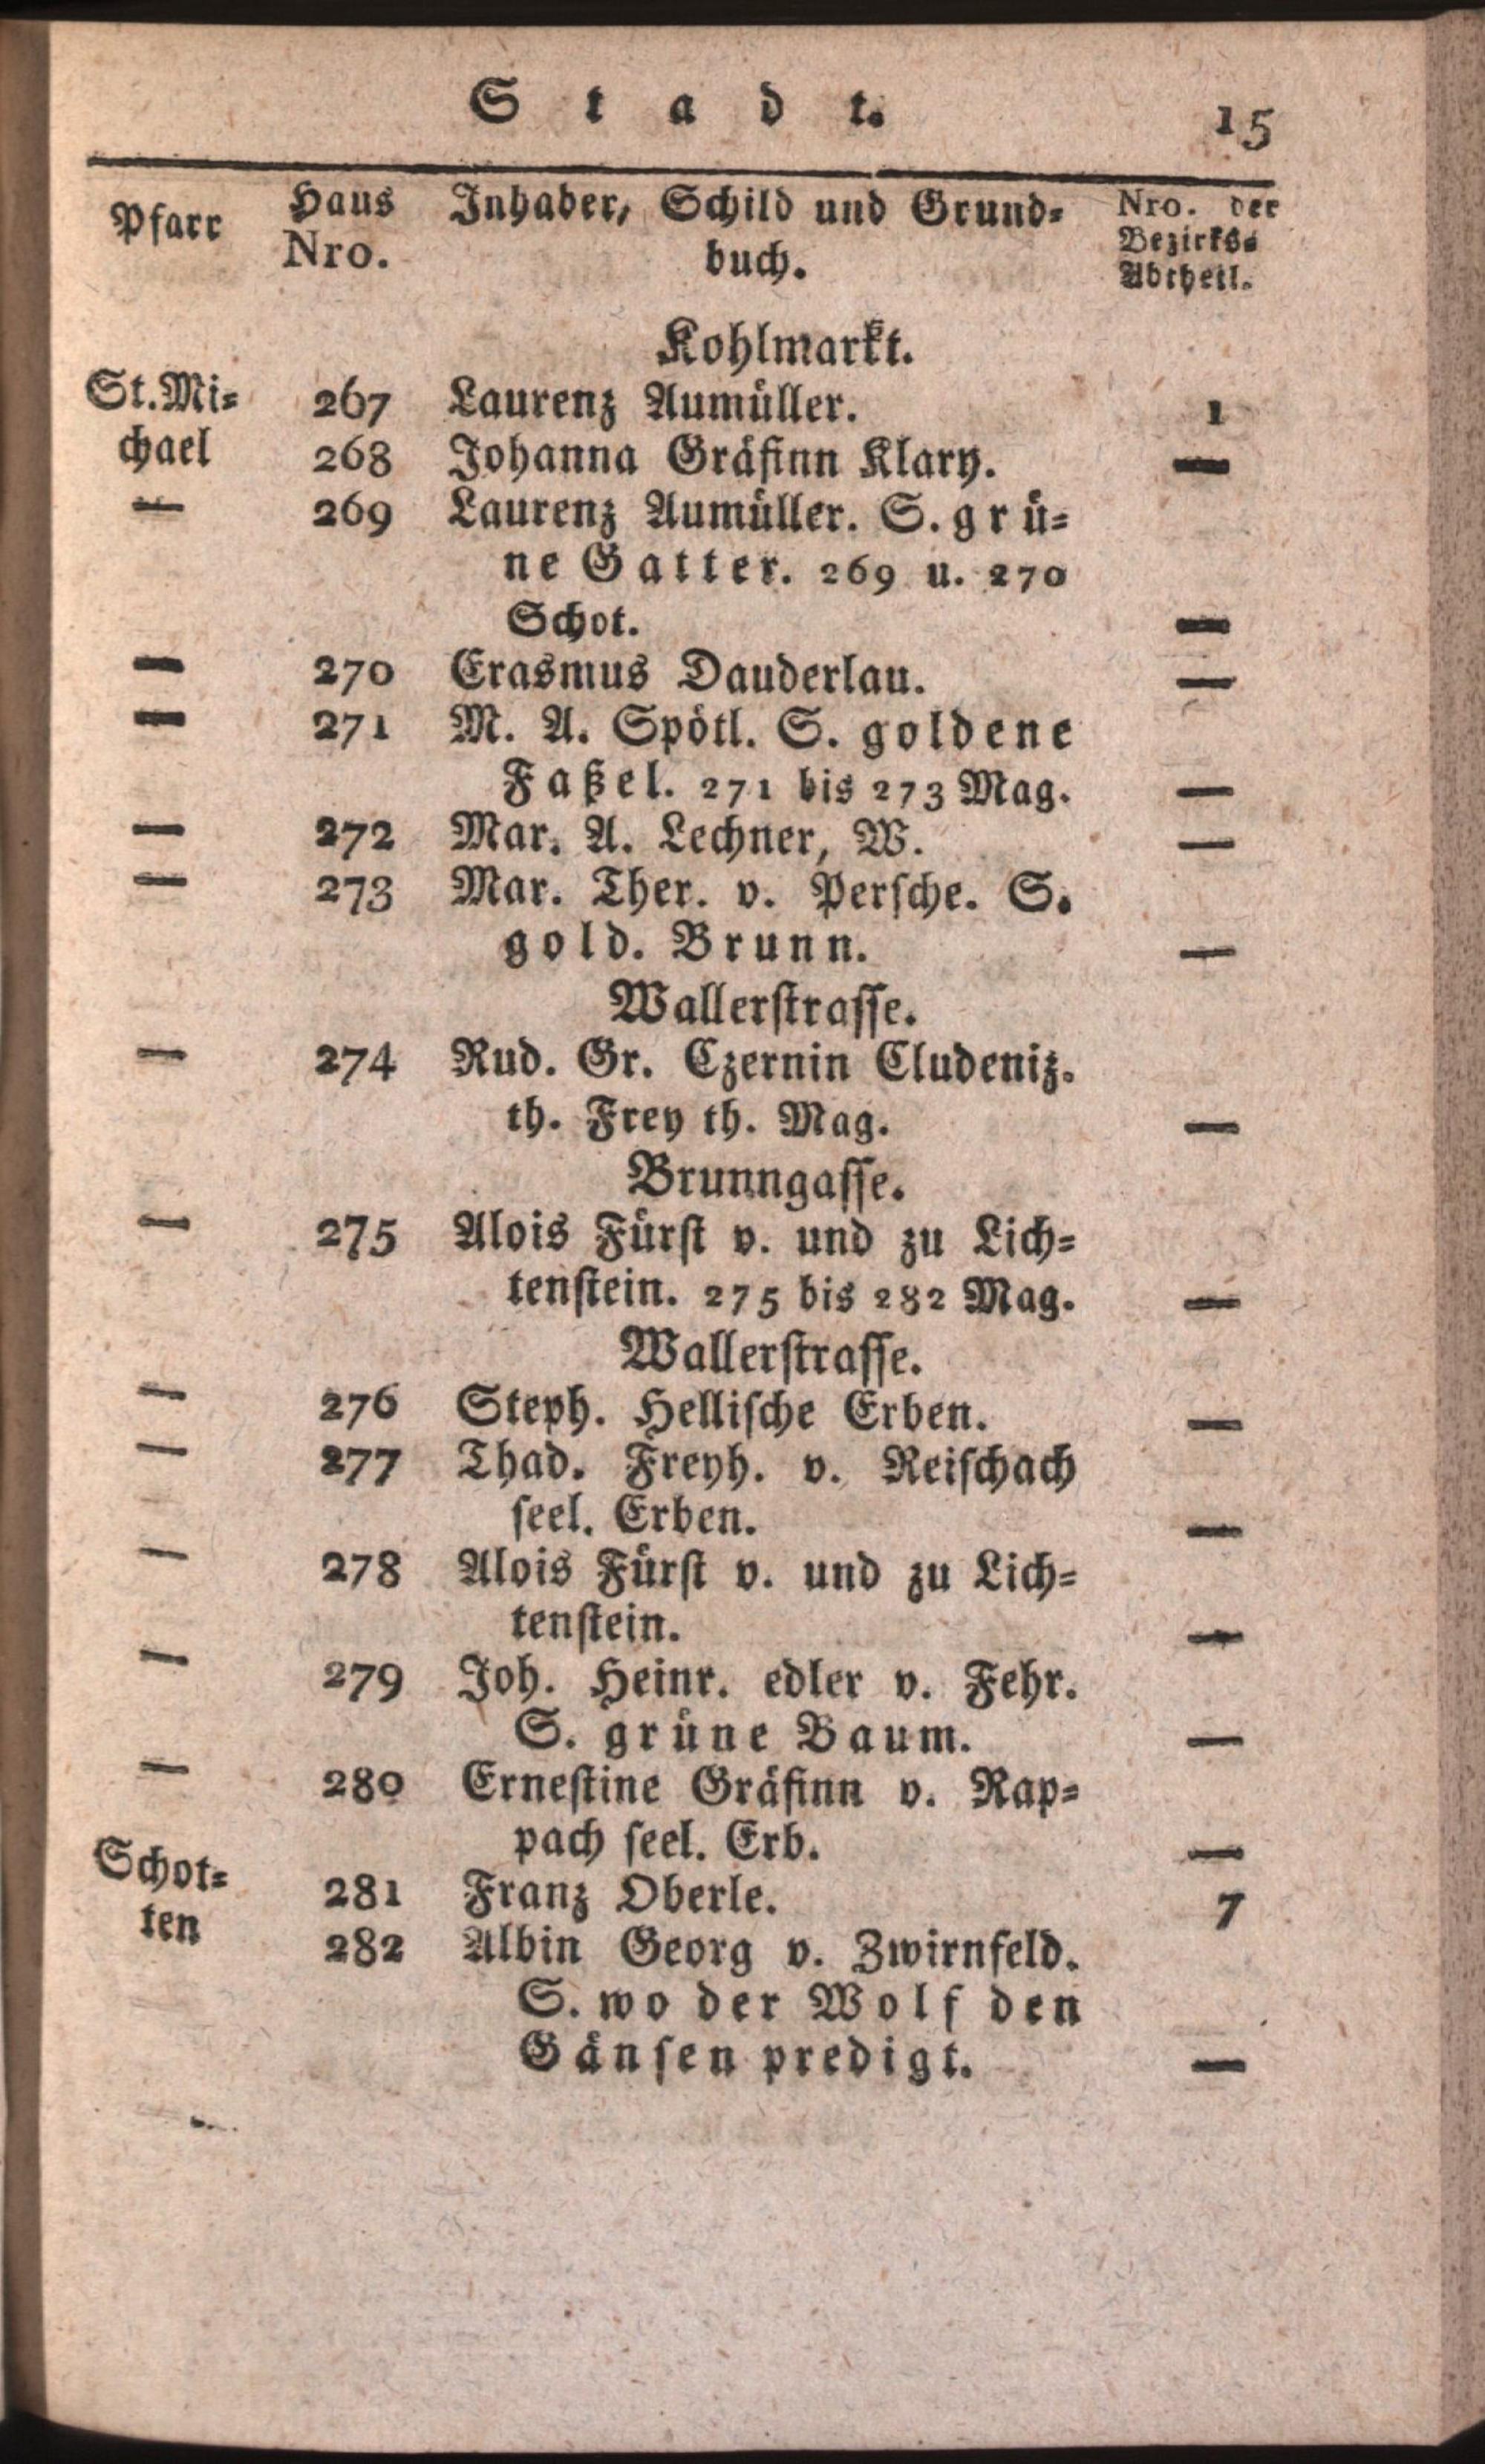 Stadt. 15
Pfarr Haus Nro. Inhaber, Schild und Grund= Nro. der
buch. Bezirks=
Abtheil.
Kohlmarkt.
St. Mi= 267 Laurenz Aumüller. 1
chael 268 Johanna Gräfinn Klary. —
— 269 Laurenz Aumüller. S. grü=
ne Gatter. 269 u. 270
Schot. —
— 270 Erasmus Dauderlau. —
— 271 M. A. Spötl. S. goldene
Faßel. 271 bis 273 Mag. —
— 272 Mar. A. Lechner, W. —
— 273 Mar. Ther. v. Persche. S.
gold. Brunn. —
Wallerstrasse.
— 274 Rud. Gr. Czernin Cludeniz.
th. Frey th. Mag. —
Brunngasse.
— 275 Alois Fürst v. und zu Lich=
tenstein. 275 bis 282 Mag. —
Wallerstrasse.
— 276 Steph. Hellische Erben. —
— 277 Thad. Freyh. v. Reischach
seel. Erben. —
— 278 Alois Fürst v. und zu Lich=
tenstein. —
— 279 Joh. Heinr. edler v. Fehr.
S. grüne Baum. —
— 280 Ernestine Gräfinn v. Rap=
pach seel. Erb. —
Schot= 281 Franz Oberle. 7
ten 282 Albin Georg v. Zwirnfeld.
S. wo der Wolf den
Gänsen predigt. —